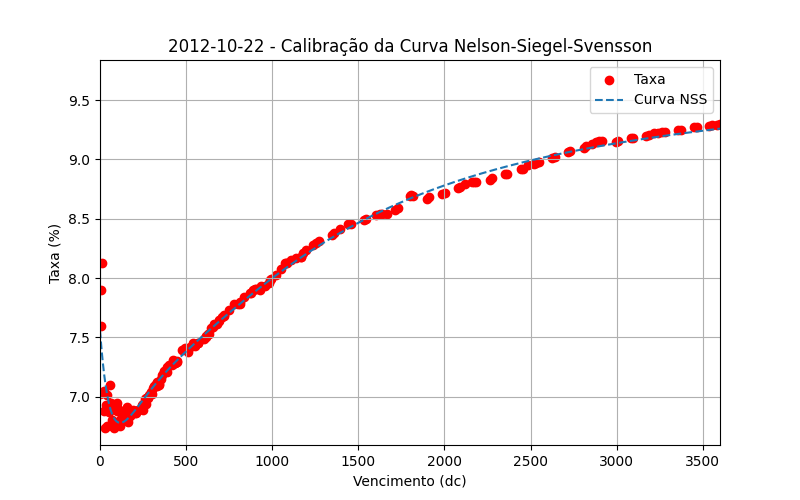 2012-10-22 - Calibração da Curva Nelson-Siegel-Svensson
Taxa
Curva NSS
Taxa (%)
9.5
9.0
8.5
8.0
7.5
7.0
0 500 1000 1500 2000 2500 3000 3500
Vencimento (dc)